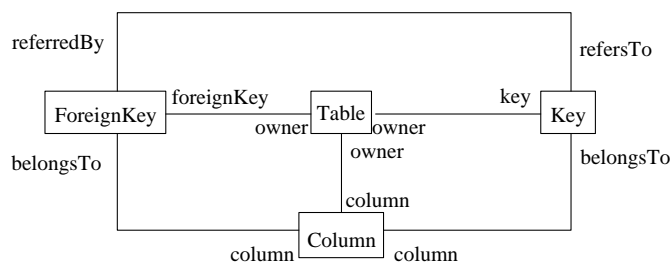 referredBy
refersTo
foreignKey
key
ForeignKey
Table
Key
owner
owner
belongsTo
owner
belongsTo
column
Column
column
column